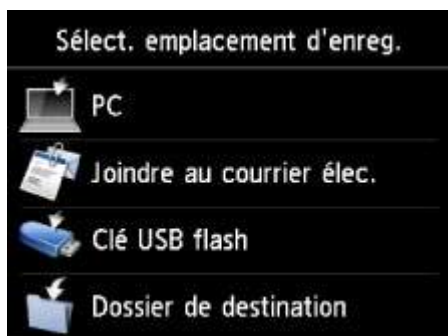 Sélect. emplacement d'enreg.
PC
Joindre au courrier élec.
Clé USB flash
Dossier de destination